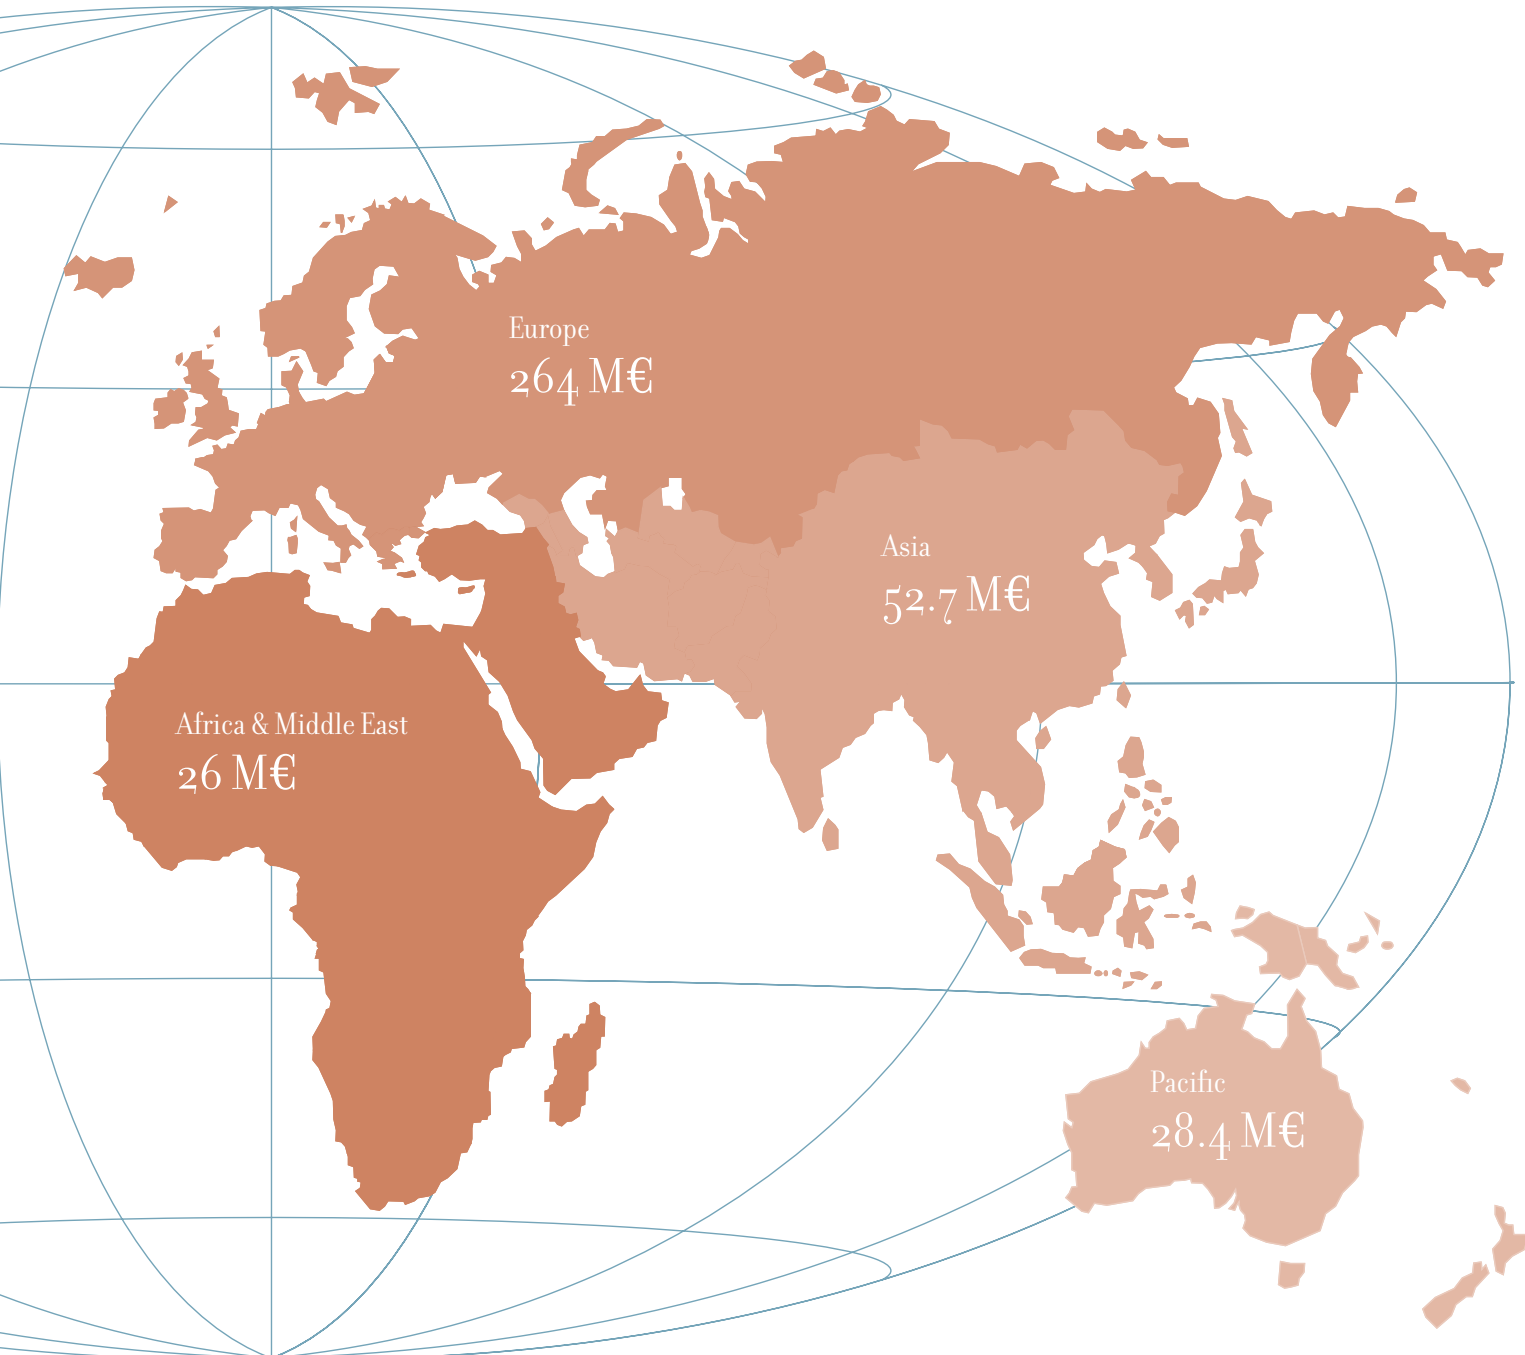 Europe
264 M€
Asia
52.7 M€
Africa & Middle East
26 M€
Pacific
28.4 M€